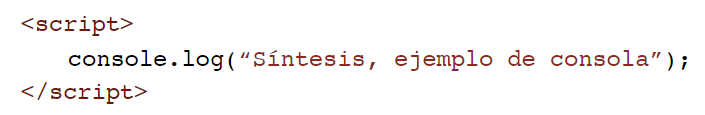 <script>
console.log(“Síntesis, ejemplo de consola”);
</script>